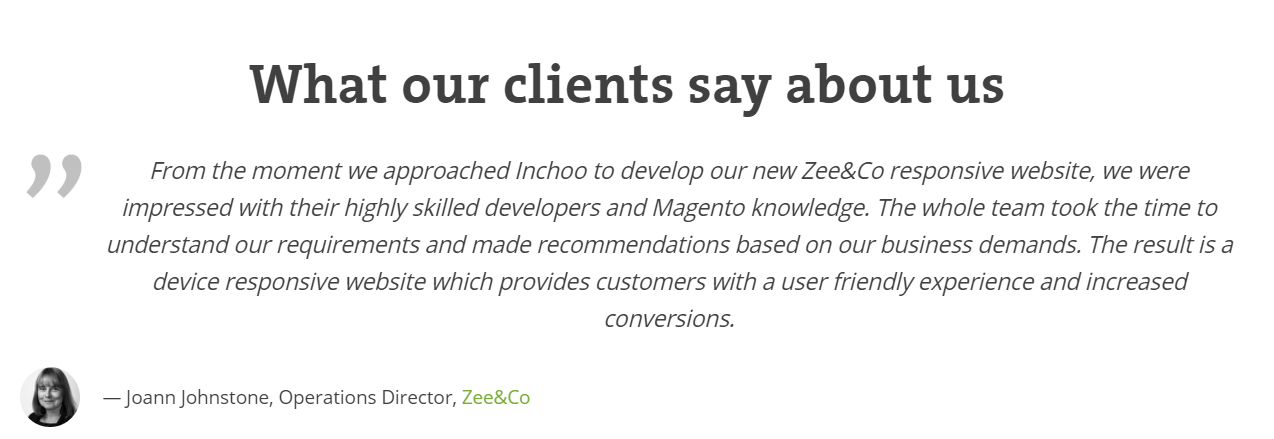 What our clients say about us
”
From the moment we approached Inchoo to develop our new Zee&Co responsive website, we were
impressed with their highly skilled developers and Magento knowledge. The whole team took the time to
understand our requirements and made recommendations based on our business demands. The result is a
device responsive website which provides customers with a user friendly experience and increased
conversions.
— Joann Johnstone, Operations Director, Zee&Co